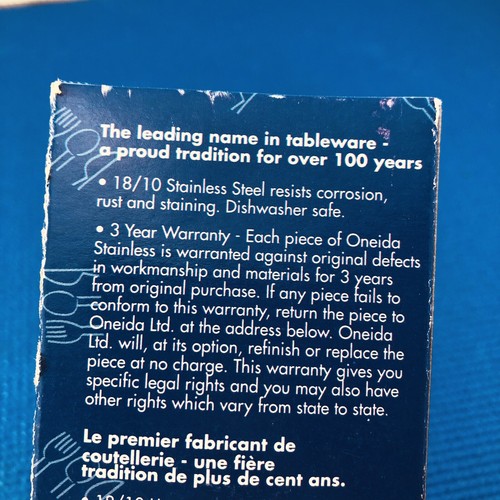 The leading name in tableware -
a proud tradition for over 100 years
• 18/10 Stainless Steel resists corrosion,
rust and staining. Dishwasher safe.
• 3 Year Warranty - Each piece of Oneida
Stainless is warranted against original defects
in workmanship and materials for 3 years
from original purchase. If any piece fails to
conform to this warranty, return the piece to
Oneida Ltd. at the address below. Oneida
Ltd. will, at its option, refinish or replace the
piece at no charge. This warranty gives you
specific legal rights and you may also have
other rights which vary from state to state.
Le premier fabricant de
coutellerie - une fière
tradition de plus de cent ans.